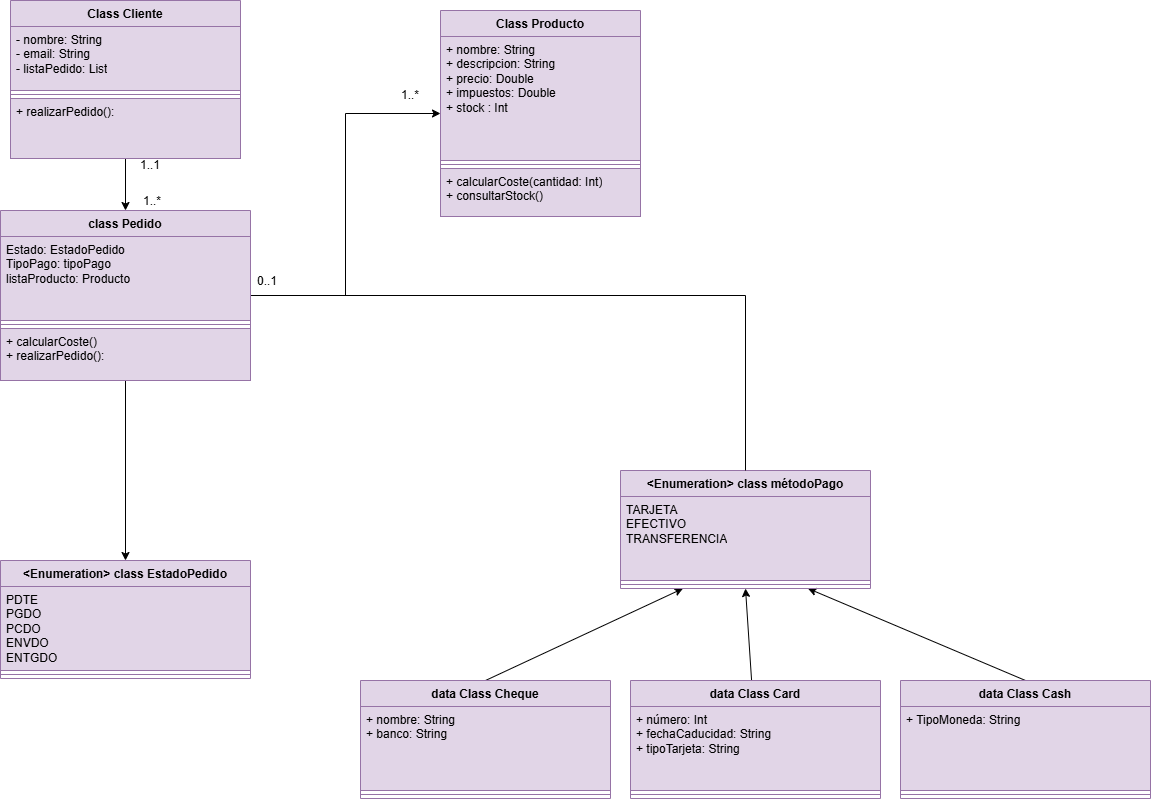 Class Cliente
- nombre: String
- email: String
- listaPedido: List
+ realizarPedido():
1..1
1..*
Class Producto
+ nombre: String
+ descripcion: String
+ precio: Double
+ impuestos: Double
+ stock : Int
+ calcularCoste(cantidad: Int)
+ consultarStock()
1..*
class Pedido
Estado: EstadoPedido
TipoPago: tipoPago
listaProducto: Producto
+ calcularCoste()
+ realizarPedido():
0..1
<Enumeration> class métodoPago
TARJETA
EFECTIVO
TRANSFERENCIA
<Enumeration> class EstadoPedido
PDTE
PGDO
PCDO
ENVDO
ENTGDO
data Class Cheque
+ nombre: String
+ banco: String
data Class Card
+ número: Int
+ fechaCaducidad: String
+ tipoTarjeta: String
data Class Cash
+ TipoMoneda: String